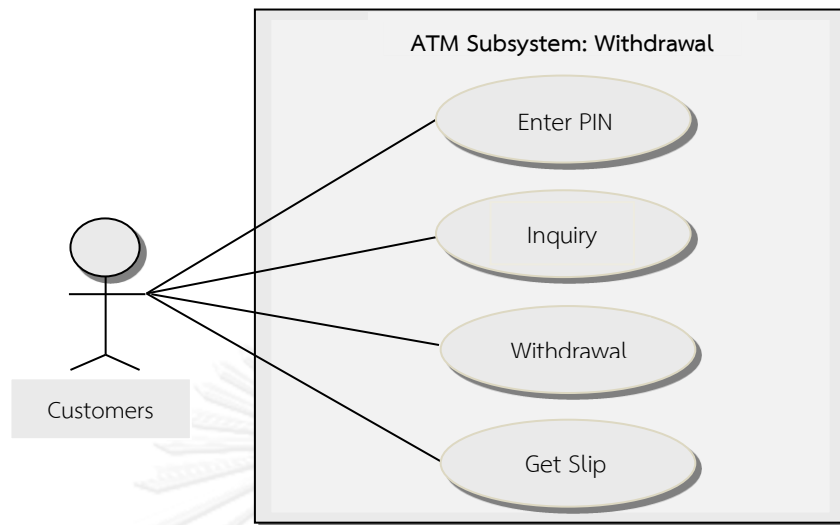 ATM Subsystem: Withdrawal
Enter PIN
Inquiry
Withdrawal
Get Slip
Customers